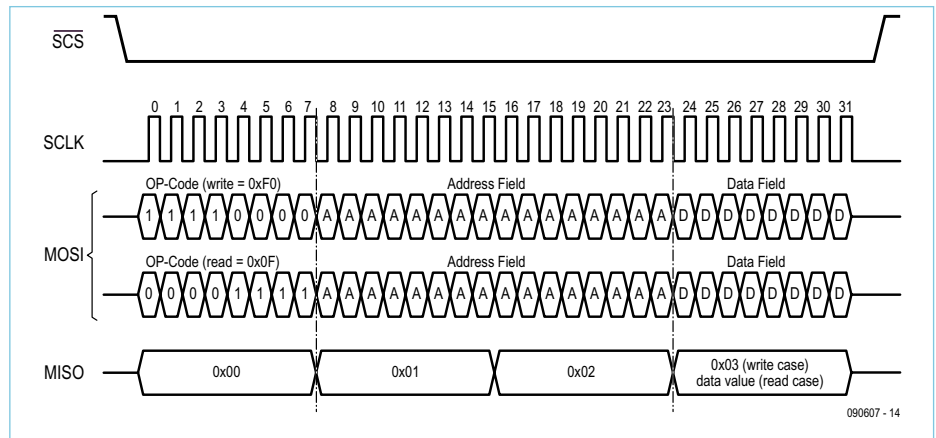 SCS
0 1 2 3 4 5 6 7 8 9 10 11 12 13 14 15 16 17 18 19 20 21 22 23 24 25 26 27 28 29 30 31
SCLK
OP-Code (write = 0xF0) Address Field Data Field
1 1 1 1 0 0 0 0 A A A A A A A A A A A A A A A A D D D D D D D D
MOSI
OP-Code (read = 0x0F) Address Field Data Field
0 0 0 0 1 1 1 1 A A A A A A A A A A A A A A A A D D D D D D D D
MISO 0x00 0x01 0x02 0x03 (write case)
data value (read case)
090607 - 14